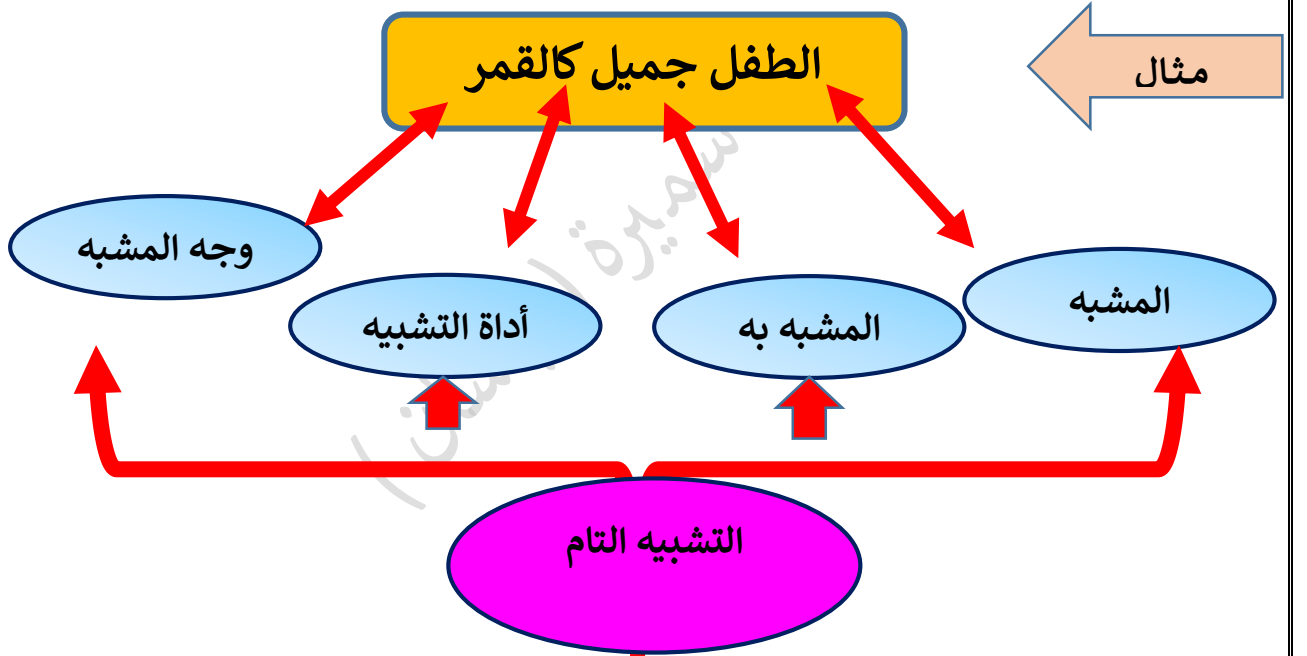 مثال
الطفل جميل كالقمر
المشبه
المشبه به
أداة التشبيه
وجه المشبه
التشبيه التام